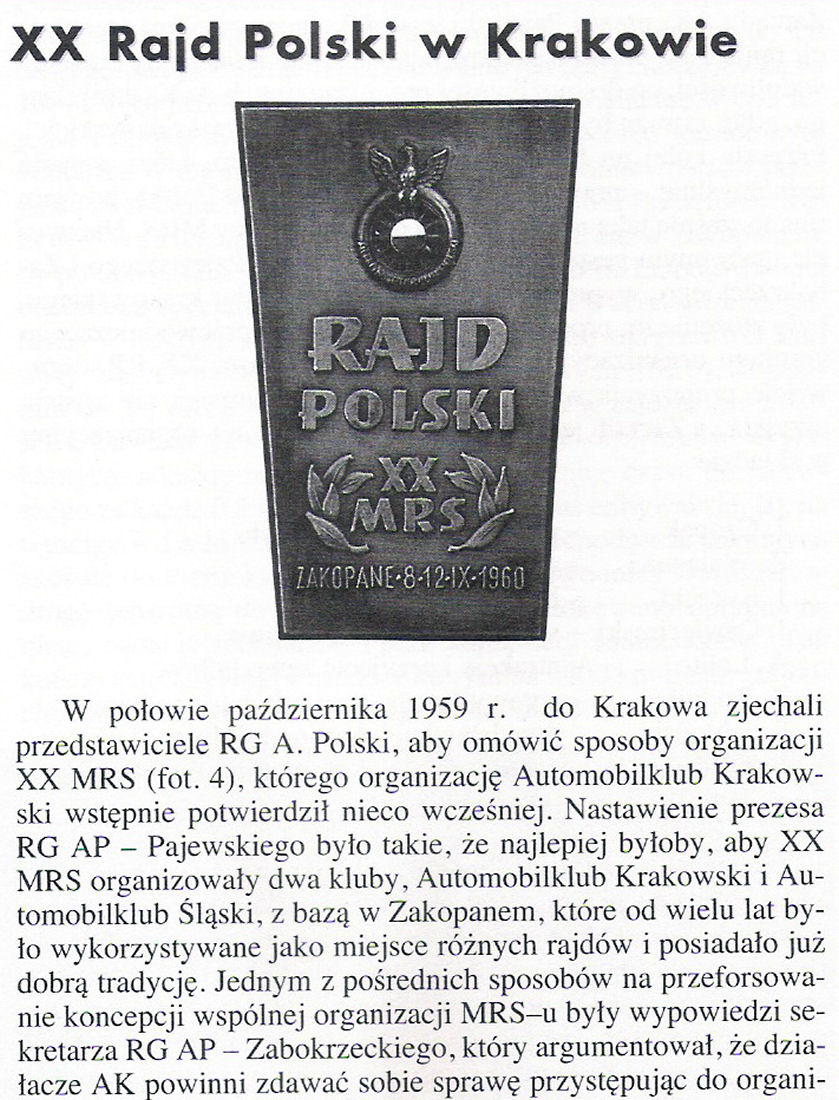 XX Rajd Polski w Krakowie
RAJD
POLSKI
XX
MRS
ZAKOPANE·8·12·IX·1960
W połowie października 1959 r. do Krakowa zjechali
przedstawiciele RG A. Polski, aby omówić sposoby organizacji
XX MRS (fot. 4), którego organizację Automobilklub Krakow-
ski wstępnie potwierdził nieco wcześniej. Nastawienie prezesa
RG AP – Pajewskiego było takie, że najlepiej byłoby, aby XX
MRS organizowały dwa kluby, Automobilklub Krakowski i Au-
tomobilklub Śląski, z bazą w Zakopanem, które od wielu lat by-
ło wykorzystywane jako miejsce różnych rajdów i posiadało już
dobrą tradycję. Jednym z pośrednich sposobów na przeforsowa-
nie koncepcji wspólnej organizacji MRS–u były wypowiedzi se-
kretarza RG AP – Zabokrzeckiego, który argumentował, że dzia-
łacze AK powinni zdawać sobie sprawę przystępując do organi-